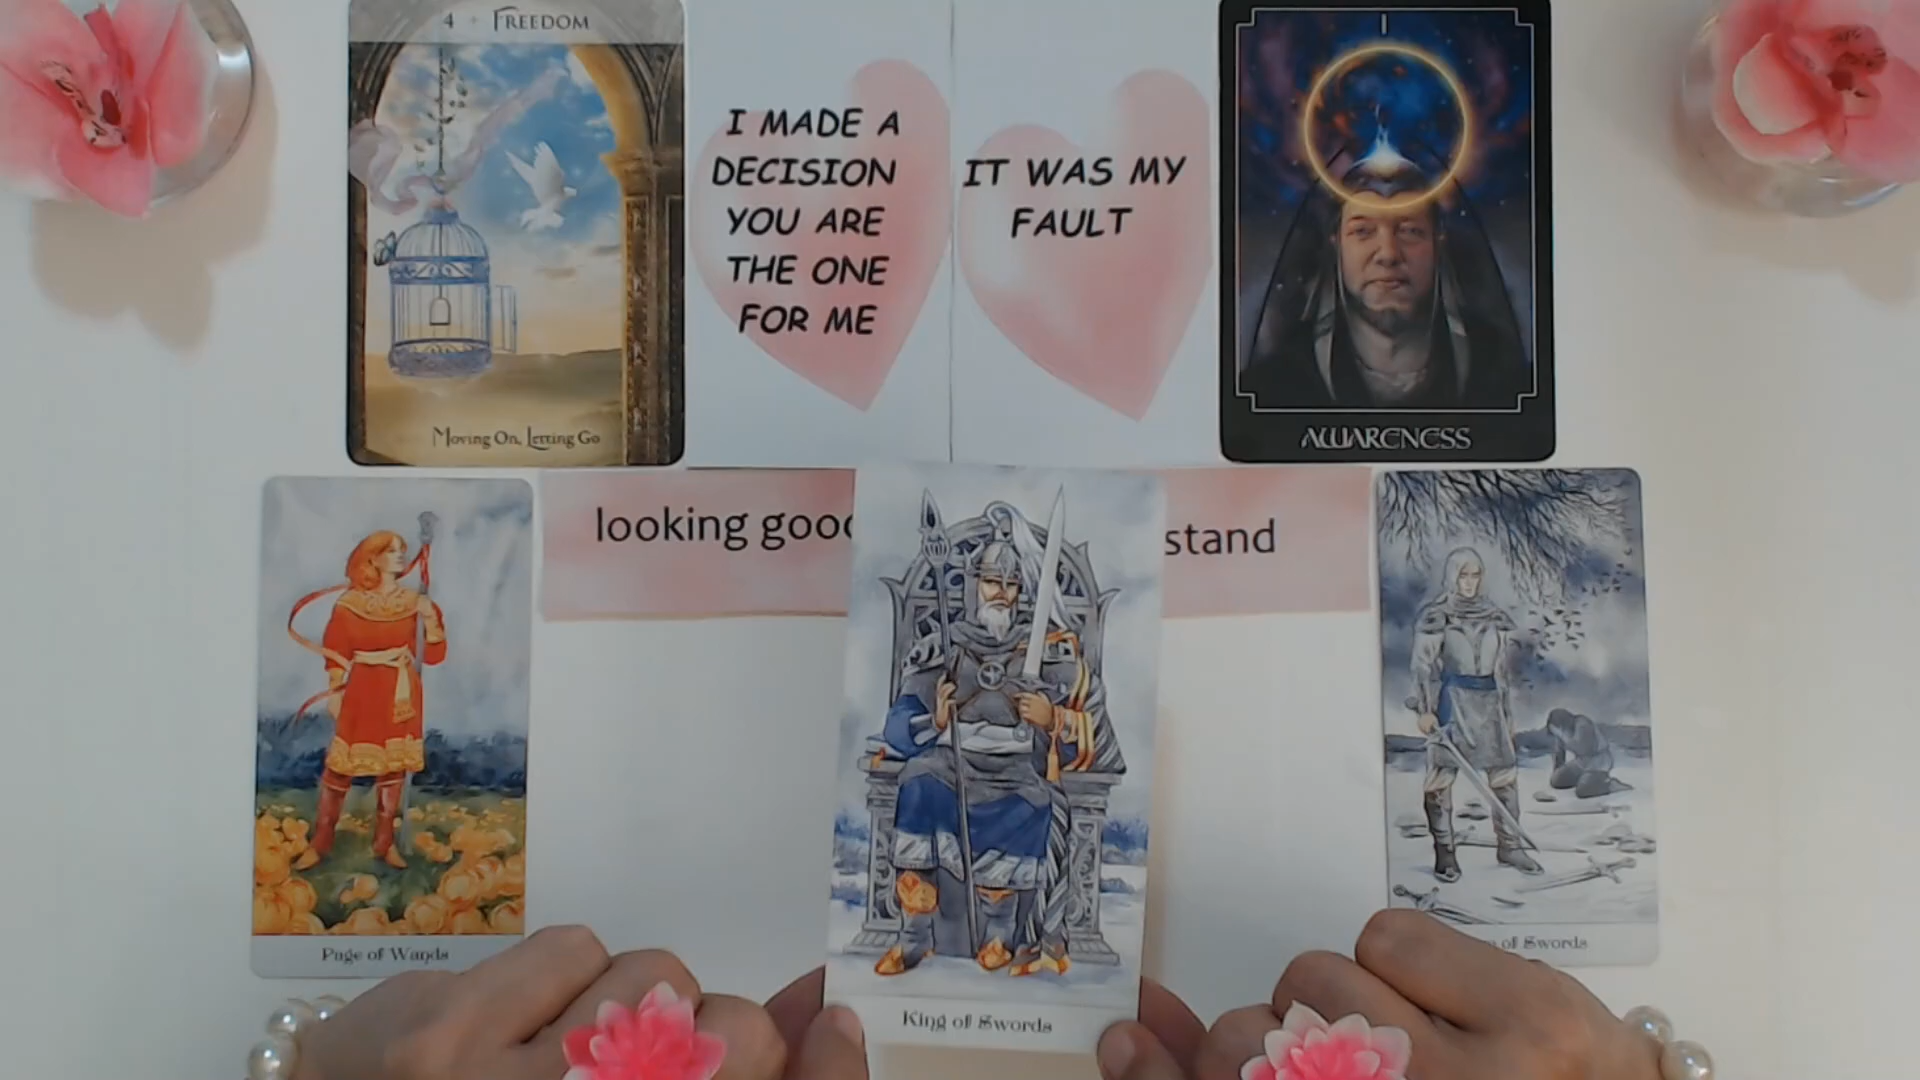 4 + FREEDOM
Moving On, Letting Go
I MADE A
DECISION
YOU ARE
THE ONE
FOR ME
IT WAS MY
FAULT
I
AWARENESS
looking good
stand
Page of Wands
King of Swords
of Swords